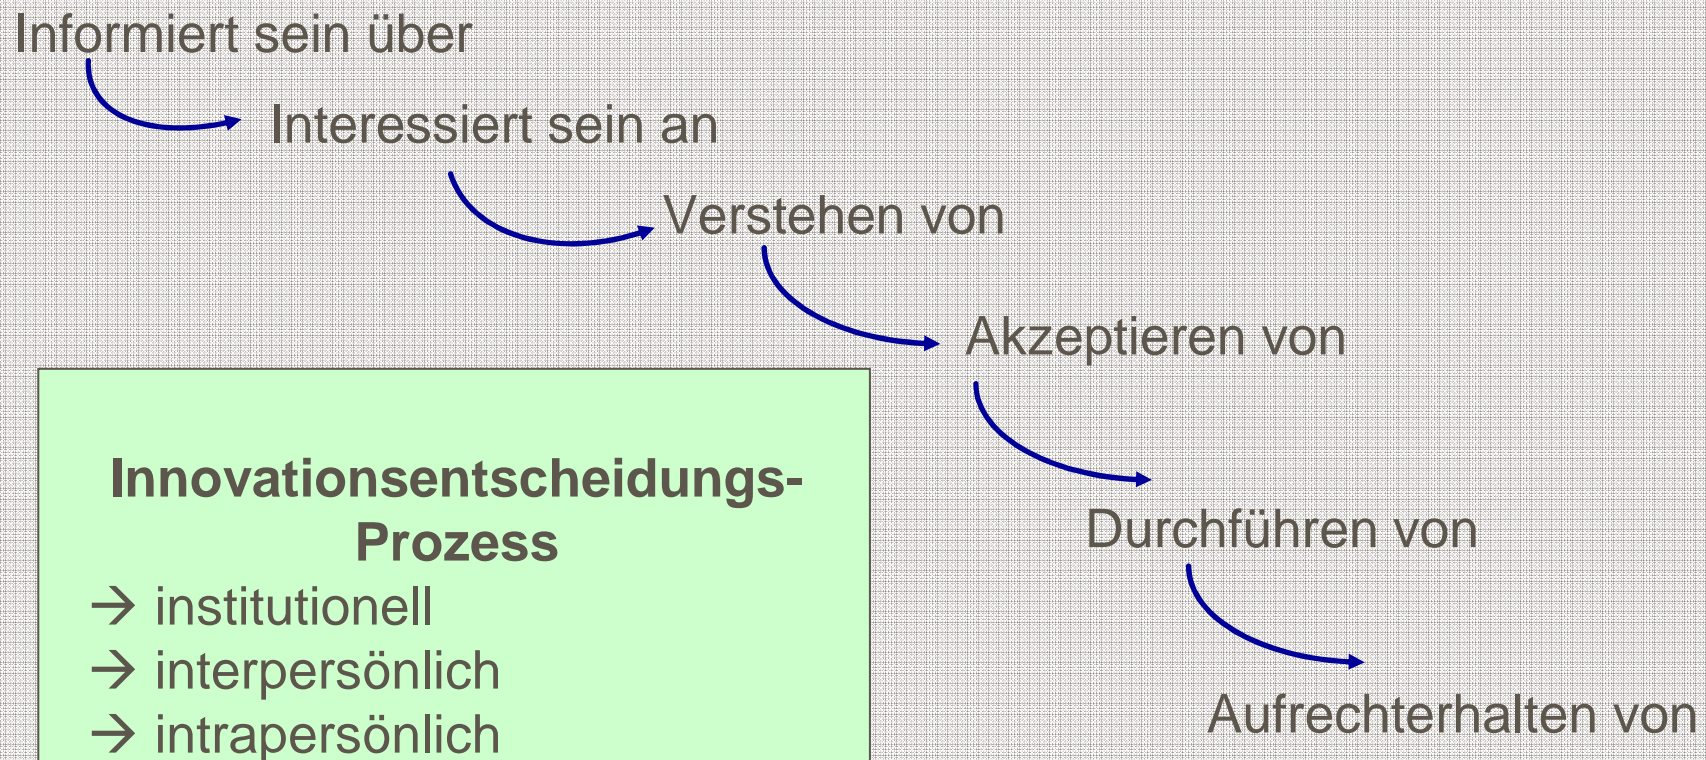 Informiert sein über
Interessiert sein an
Verstehen von
Akzeptieren von
Durchführen von
Aufrechterhalten von
Innovationsentscheidungs-
Prozess
→ institutionell
→ interpersönlich
→ intrapersönlich